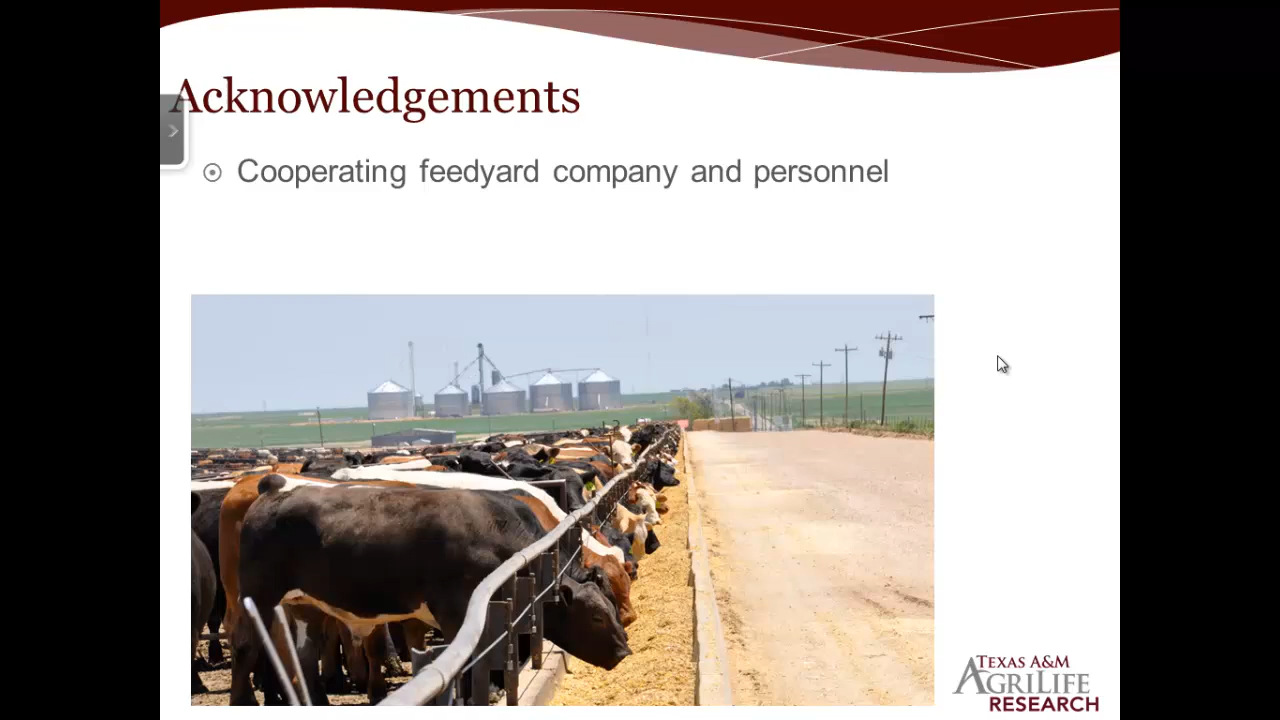 Acknowledgements
Cooperating feedyard company and personnel
TEXAS A&M
AGRILIFE
RESEARCH